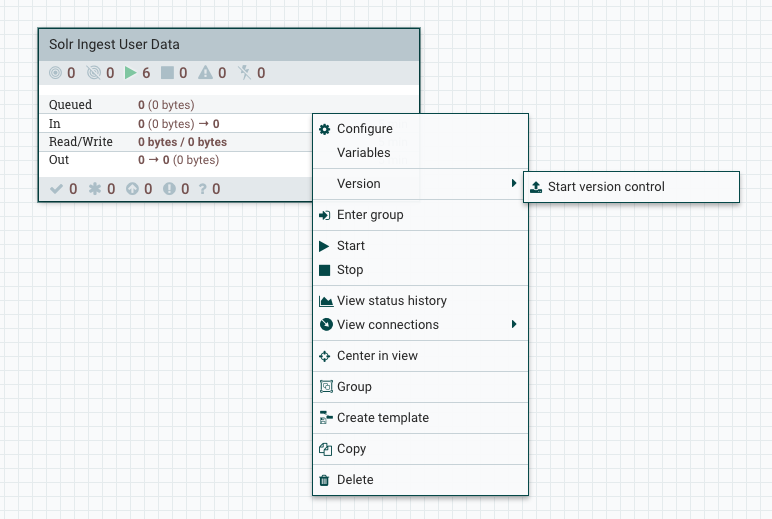 Solr Ingest User Data
0 0 6 0 0 0
Queued 0 (0 bytes)
In 0 (0 bytes) → 0
Read/Write 0 bytes / 0 bytes
Out 0 → 0 (0 bytes)
0 0 0 0 ? 0
Configure
Variables
Version
Start version control
Enter group
Start
Stop
View status history
View connections
Center in view
Group
Create template
Copy
Delete